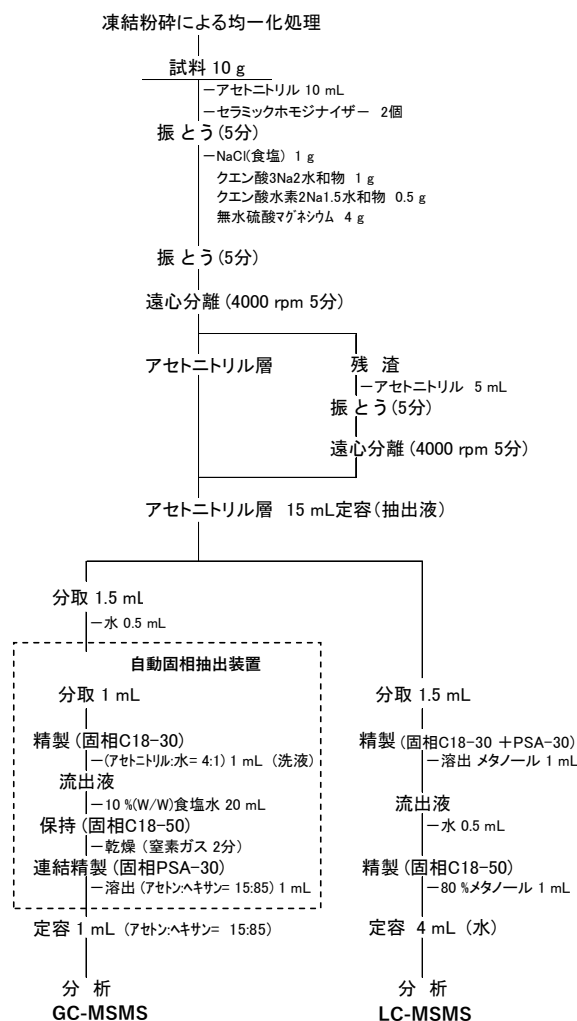 凍結粉砕による均一化処理
試料 10 g
アセトニトリル 10 mL
セラミックホモジナイザー 2個
振 とう(5分)
NaCl(食塩) 1 g
クエン酸3Na2水和物 1 g
クエン酸水素2Na1.5水和物 0.5 g
無水硫酸マグネシウム 4 g
振 とう(5分)
遠心分離 (4000 rpm 5分)
アセトニトリル層
残 渣
アセトニトリル 5 mL
振 とう(5分)
遠心分離 (4000 rpm 5分)
アセトニトリル層 15 mL定容(抽出液)
分取 1.5 mL
水 0.5 mL
自動固相抽出装置
分取 1 mL
精製 (固相C18-30)
(アセトニトリル:水= 4:1) 1 mL (洗液)
流出液
10 %(W/W)食塩水 20 mL
保持 (固相C18-50)
乾燥 (窒素ガス 2分)
連結精製 (固相PSA-30)
溶出 (アセトン:ヘキサン= 15:85) 1 mL
定容 1 mL (アセトン:ヘキサン= 15:85)
分 析
GC-MSMS
分取 1.5 mL
精製 (固相C18-30 +PSA-30)
溶出 メタノール 1 mL
流出液
水 0.5 mL
精製 (固相C18-50)
80 %メタノール 1 mL
定容 4 mL (水)
分 析
LC-MSMS